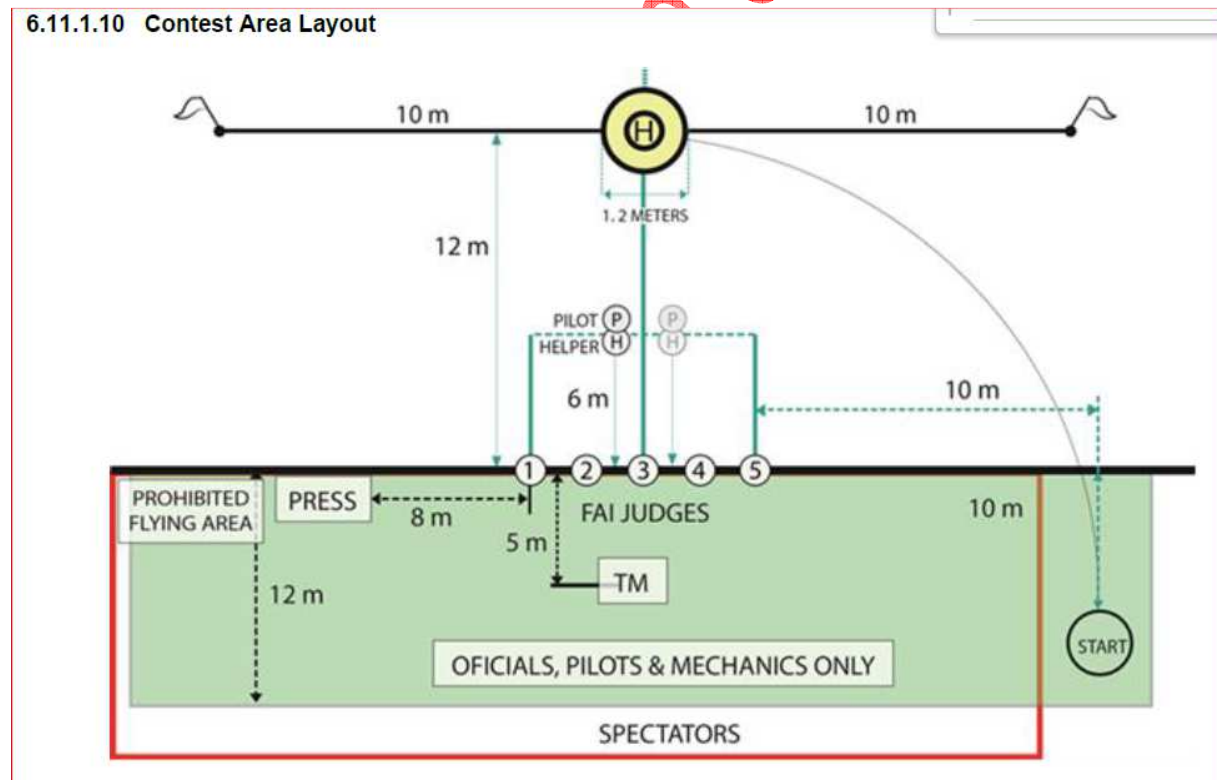 6.11.1.10 Contest Area Layout
10 m
H
10 m
1.2 METERS
12 m
PILOT P P
HELPER H H
6 m
10 m
1 2 3 4 5
PROHIBITED
FLYING AREA
PRESS
8 m
FAI JUDGES
10 m
5 m
TM
12 m
START
OFICIALS, PILOTS & MECHANICS ONLY
SPECTATORS